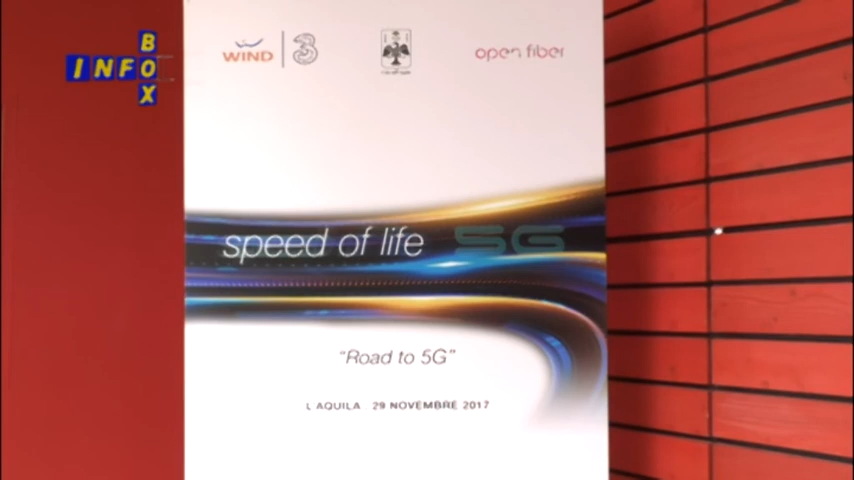 INFO
BOX
WIND 3
open fiber
speed of life 5G
“Road to 5G”
L'AQUILA . 29 NOVEMBRE 2017